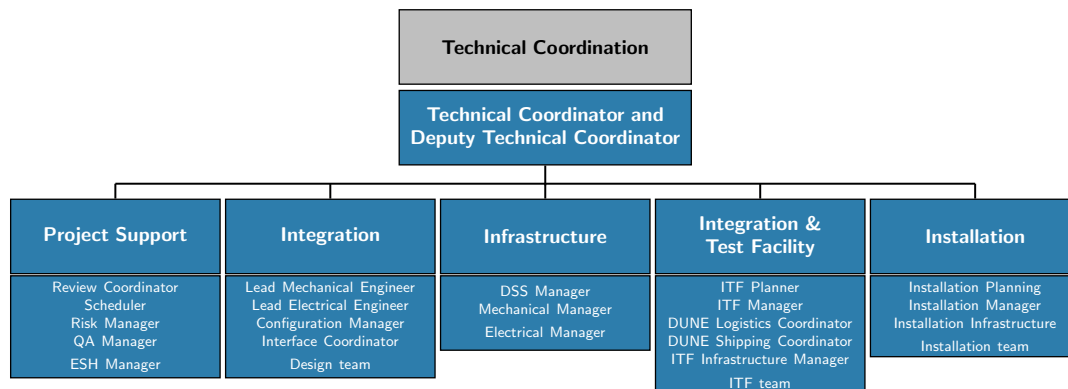 Technical Coordination
Technical Coordinator and
Deputy Technical Coordinator
Project Support
Review Coordinator
Scheduler
Risk Manager
QA Manager
ESH Manager
Integration
Lead Mechanical Engineer
Lead Electrical Engineer
Configuration Manager
Interface Coordinator
Design team
Infrastructure
DSS Manager
Mechanical Manager
Electrical Manager
Integration &
Test Facility
ITF Planner
ITF Manager
DUNE Logistics Coordinator
DUNE Shipping Coordinator
ITF Infrastructure Manager
ITF team
Installation
Installation Planning
Installation Manager
Installation Infrastructure
Installation team